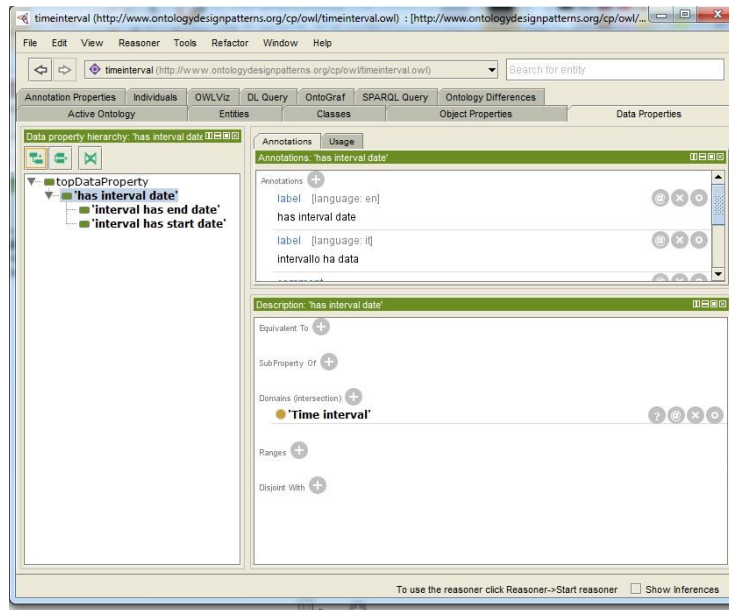 timeinterval (http://www.ontologydesignpatterns.org/cp/owl/timeinterval.owl) : [http://www.ontologydesignpatterns.org/cp/owl/...
File Edit View Reasoner Tools Refactor Window Help
timeinterval (http://www.ontologydesignpatterns.org/cp/owl/timeinterval.owl) Search for entity
Annotation Properties Individuals OWLViz DL Query OntoGraf SPARQL Query Ontology Differences
Active Ontology Entities Classes Object Properties Data Properties
Data property hierarchy: 'has interval date'
topDataProperty
'has interval date'
'interval has end date'
'interval has start date'
Annotations Usage
Annotations: 'has interval date'
Annotations
label [language: en]
has interval date
label [language: it]
intervallo ha data
Description: 'has interval date'
Equivalent To
SubProperty Of
Domains (intersection)
'Time interval'
Ranges
Disjoint With
To use the reasoner click Reasoner->Start reasoner Show Inferences